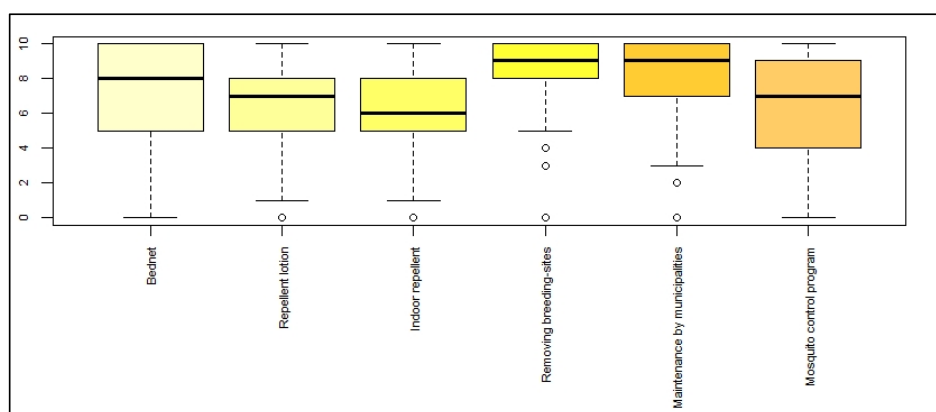 10
8
6
4
2
0
Bednet
Repellent lotion
Indoor repellent
Removing breeding-sites
Maintenance by municipalities
Mosquito control program